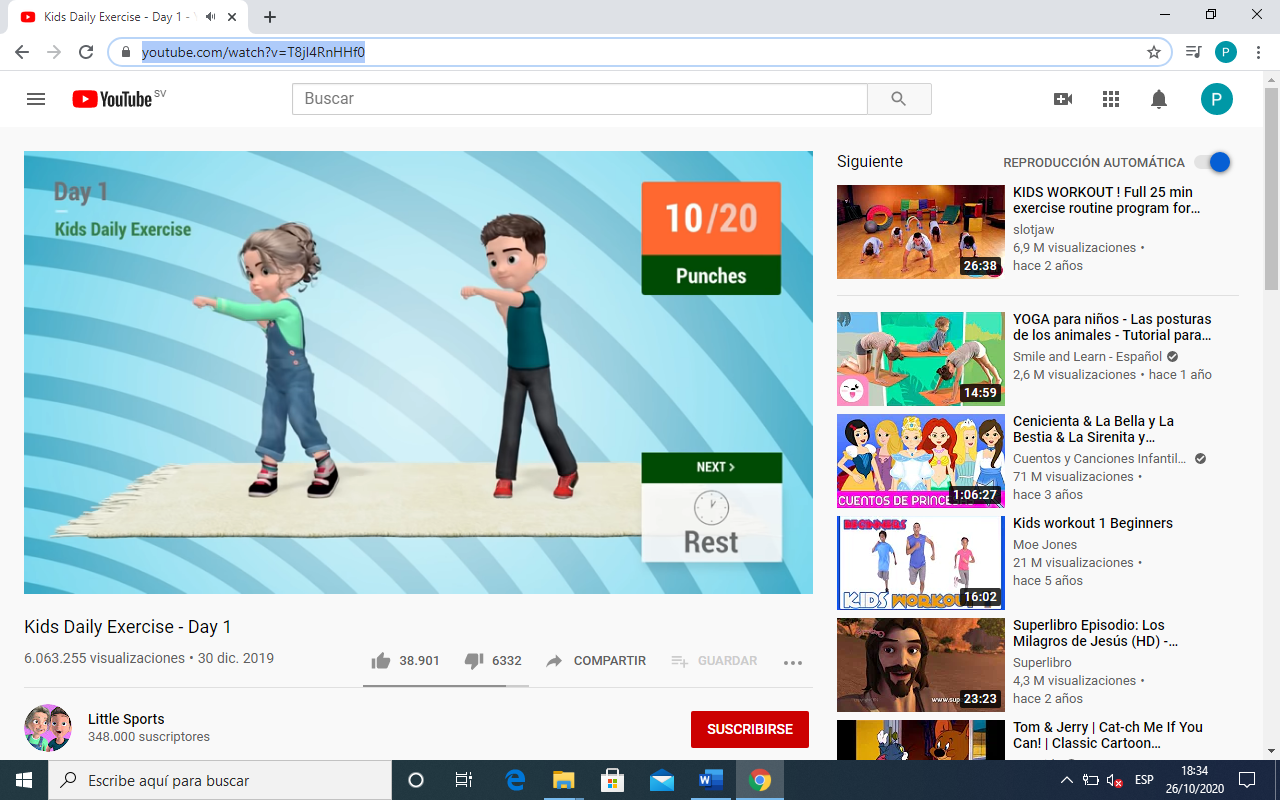 Kids Daily Exercise - Day 1 -
youtube.com/watch?v=T8jI4RnHHf0
P
YouTube SV
Buscar
P
Day 1
Kids Daily Exercise
10/20
Punches
NEXT >
Rest
Kids Daily Exercise - Day 1
6.063.255 visualizaciones • 30 dic. 2019
38.901
6332
COMPARTIR
GUARDAR
Little Sports
348.000 suscriptores
SUSCRIBIRSE
Siguiente
REPRODUCCIÓN AUTOMÁTICA
26:38
KIDS WORKOUT ! Full 25 min
exercise routine program for…
slotjaw
6,9 M visualizaciones •
hace 2 años
14:59
YOGA para niños - Las posturas
de los animales - Tutorial para…
Smile and Learn - Español
2,6 M visualizaciones • hace 1 año
CUENTOS DE
1:06:27
Cenicienta & La Bella y La
Bestia & La Sirenita y…
Cuentos y Canciones Infantil…
71 M visualizaciones •
hace 3 años
BEGINNERS
KIDS
16:02
Kids workout 1 Beginners
Moe Jones
21 M visualizaciones •
hace 5 años
23:23
Superlibro Episodio: Los
Milagros de Jesús (HD) -…
Superlibro
4,3 M visualizaciones •
hace 2 años
Tom & Jerry | Cat-ch Me If You
Can! | Classic Cartoon…
Escribe aquí para buscar
ESP
18:34
26/10/2020